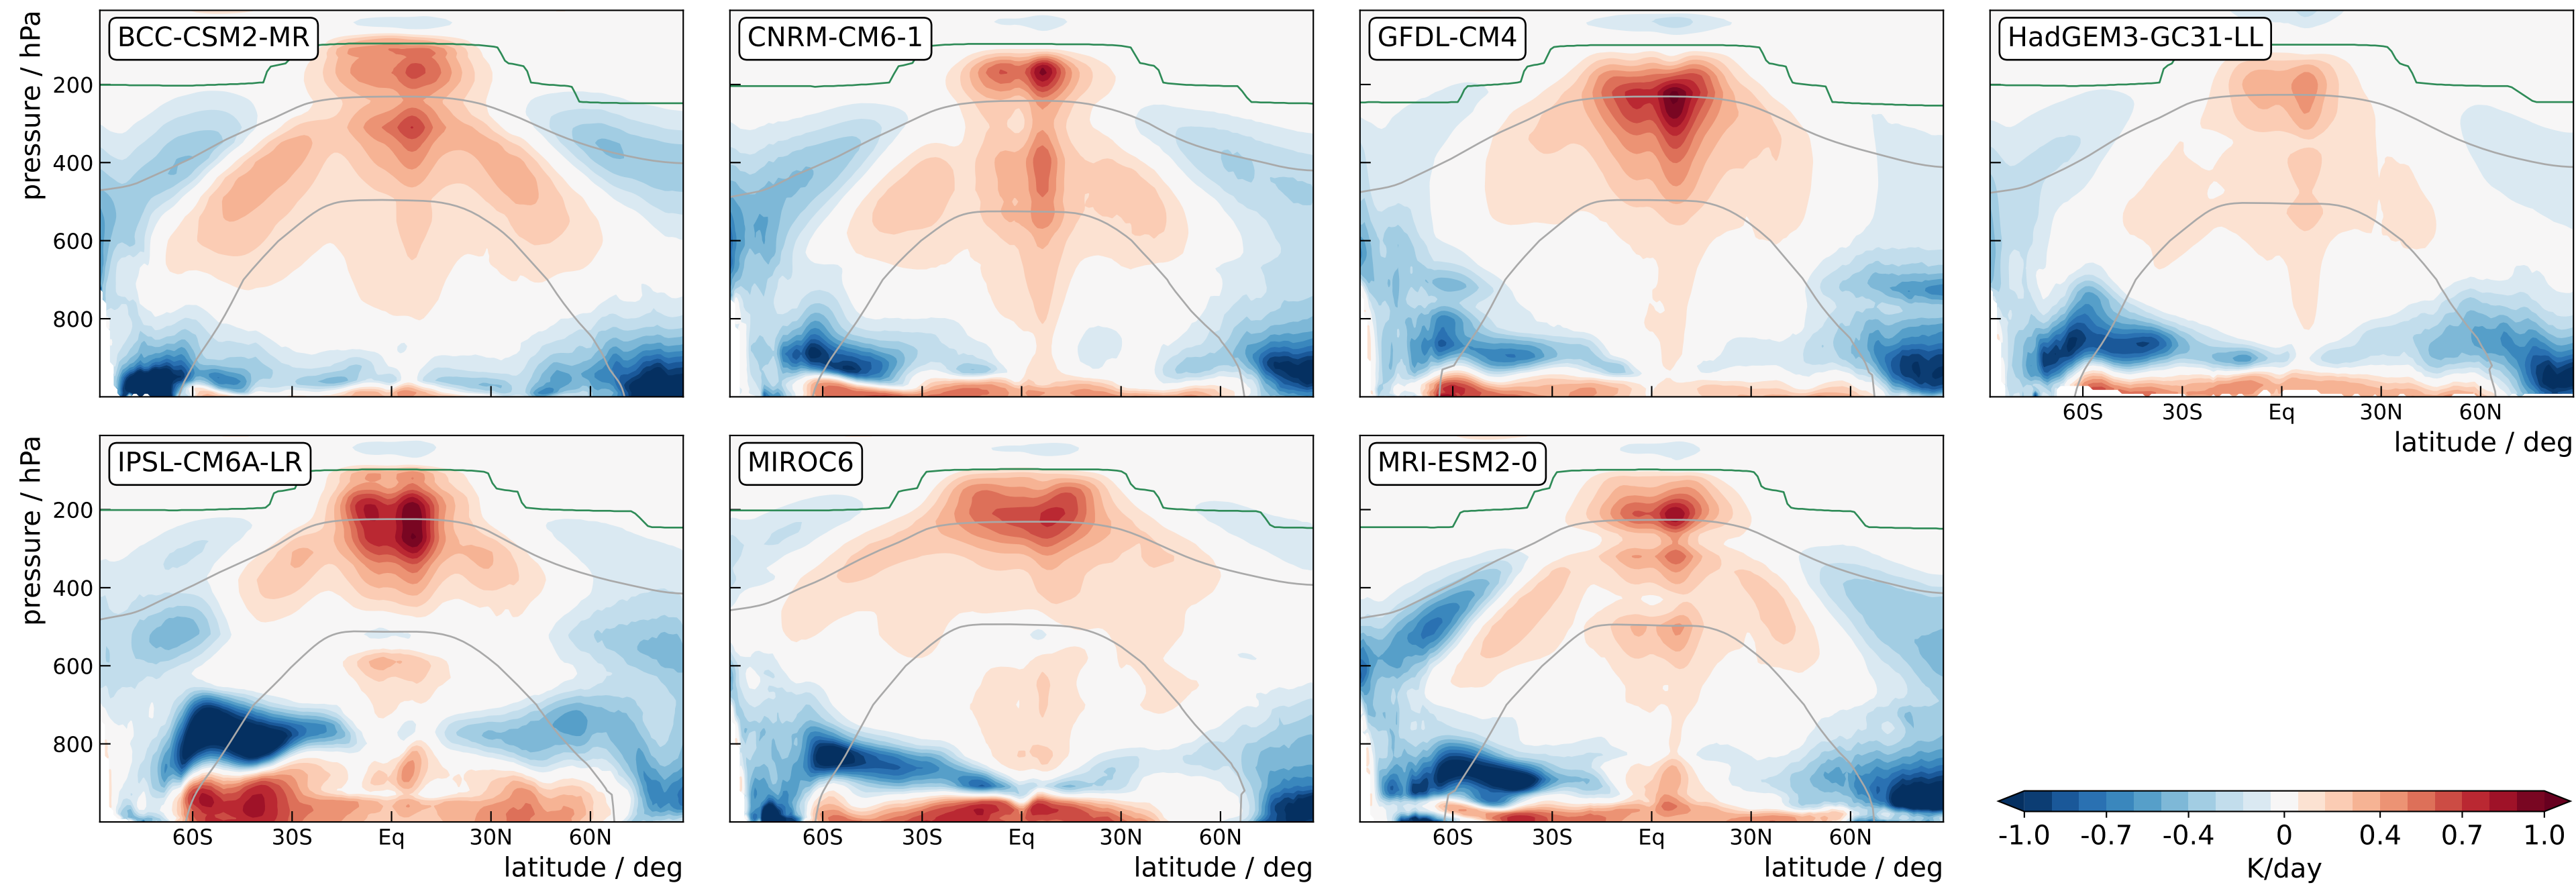 BCC-CSM2-MR
CNRM-CM6-1
GFDL-CM4
HadGEM3-GC31-LL
pressure / hPa
200
400
600
800
60S 30S Eq 30N 60N
latitude / deg
IPSL-CM6A-LR
MIROC6
MRI-ESM2-0
pressure / hPa
200
400
600
800
60S 30S Eq 30N 60N
latitude / deg
60S 30S Eq 30N 60N
latitude / deg
60S 30S Eq 30N 60N
latitude / deg
-1.0 -0.7 -0.4 0 0.4 0.7 1.0
K/day